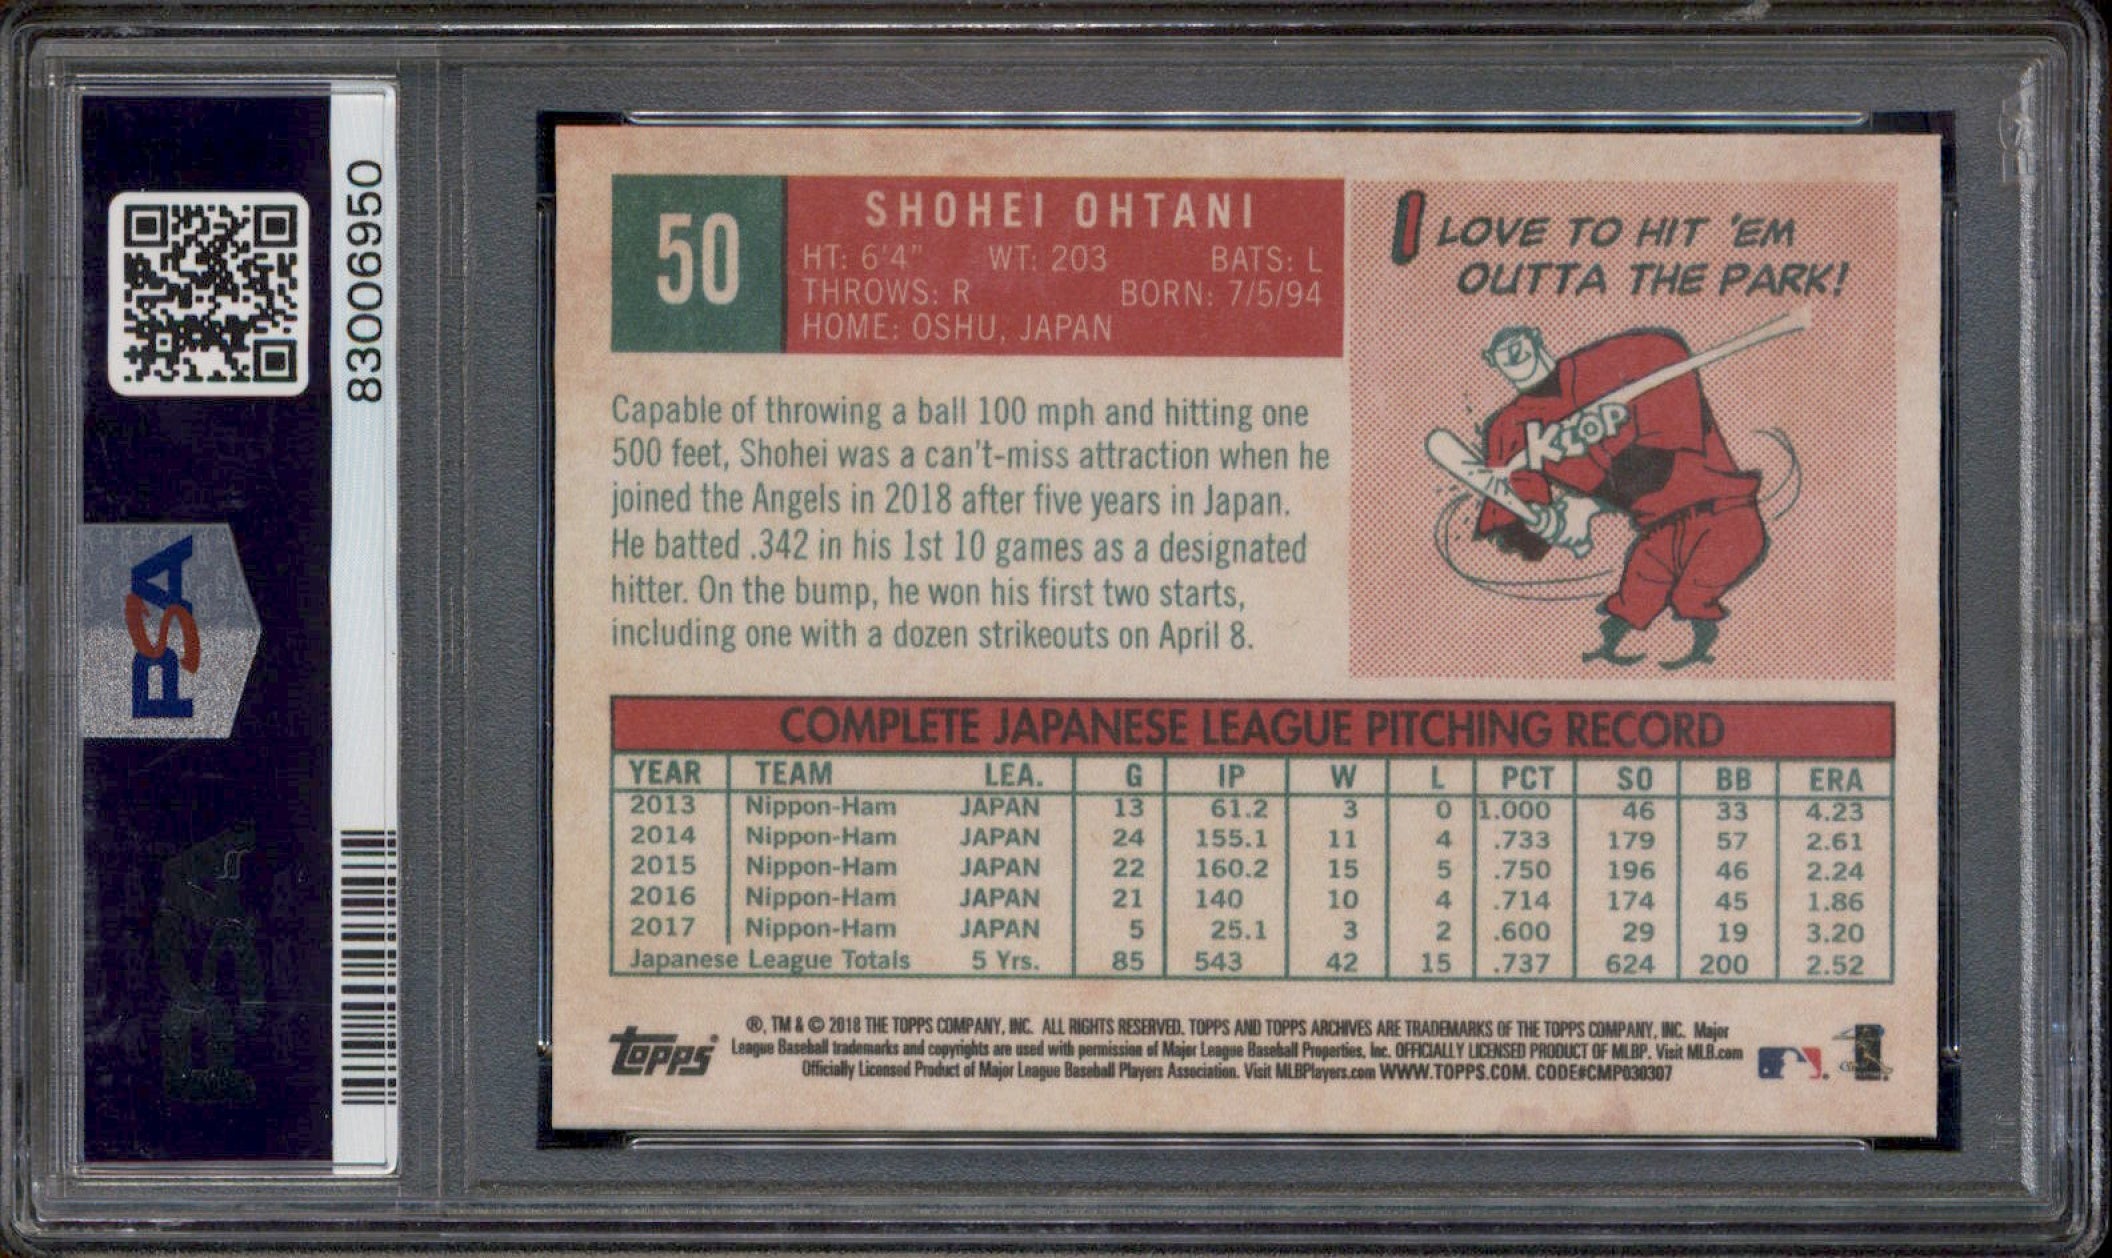 83006950
PSA
50
SHOHEI OHTANI
HT: 6'4" WT: 203 BATS: L
THROWS: R BORN: 7/5/94
HOME: OSHU, JAPAN
I LOVE TO HIT 'EM
OUTTA THE PARK!
KLOP
Capable of throwing a ball 100 mph and hitting one
500 feet, Shohei was a can't-miss attraction when he
joined the Angels in 2018 after five years in Japan.
He batted .342 in his 1st 10 games as a designated
hitter. On the bump, he won his first two starts,
including one with a dozen strikeouts on April 8.
COMPLETE JAPANESE LEAGUE PITCHING RECORD
YEAR TEAM LEA. G IP W L PCT SO BB ERA
2013 Nippon-Ham JAPAN 13 61.2 3 0 1.000 46 33 4.23
2014 Nippon-Ham JAPAN 24 155.1 11 4 .733 179 57 2.61
2015 Nippon-Ham JAPAN 22 160.2 15 5 .750 196 46 2.24
2016 Nippon-Ham JAPAN 21 140 10 4 .714 174 45 1.86
2017 Nippon-Ham JAPAN 5 25.1 3 2 .600 29 19 3.20
Japanese League Totals 5 Yrs. 85 543 42 15 .737 624 200 2.52
topps
®, TM & © 2018 THE TOPPS COMPANY, INC. ALL RIGHTS RESERVED. TOPPS AND TOPPS ARCHIVES ARE TRADEMARKS OF THE TOPPS COMPANY, INC. Major
League Baseball trademarks and copyrights are used with permission of Major League Baseball Properties, Inc. OFFICIALLY LICENSED PRODUCT OF MLBP. Visit MLB.com
Officially Licensed Product of Major League Baseball Players Association. Visit MLBPlayers.com WWW.TOPPS.COM. CODE#CMP030307
PSA